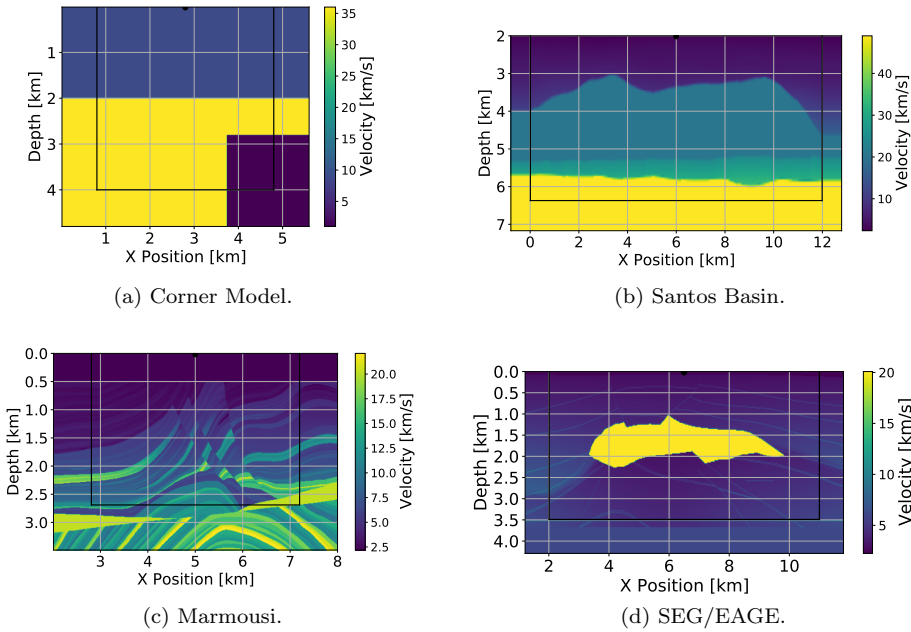 35
30
25
20
15
10
5
Velocity [km/s]
1
2
3
4
Depth [km]
1 2 3 4 5
X Position [km]
(a) Corner Model.
2
3
4
5
6
7
Depth [km]
0 2 4 6 8 10 12
X Position [km]
40
30
20
10
Velocity [km/s]
(b) Santos Basin.
0.0
0.5
1.0
1.5
2.0
2.5
3.0
Depth [km]
3 4 5 6 7 8
X Position [km]
20.0
17.5
15.0
12.5
10.0
7.5
5.0
2.5
Velocity [km/s]
(c) Marmousi.
0.0
0.5
1.0
1.5
2.0
2.5
3.0
3.5
4.0
Depth [km]
2 4 6 8 10
X Position [km]
20
15
10
5
Velocity [km/s]
(d) SEG/EAGE.